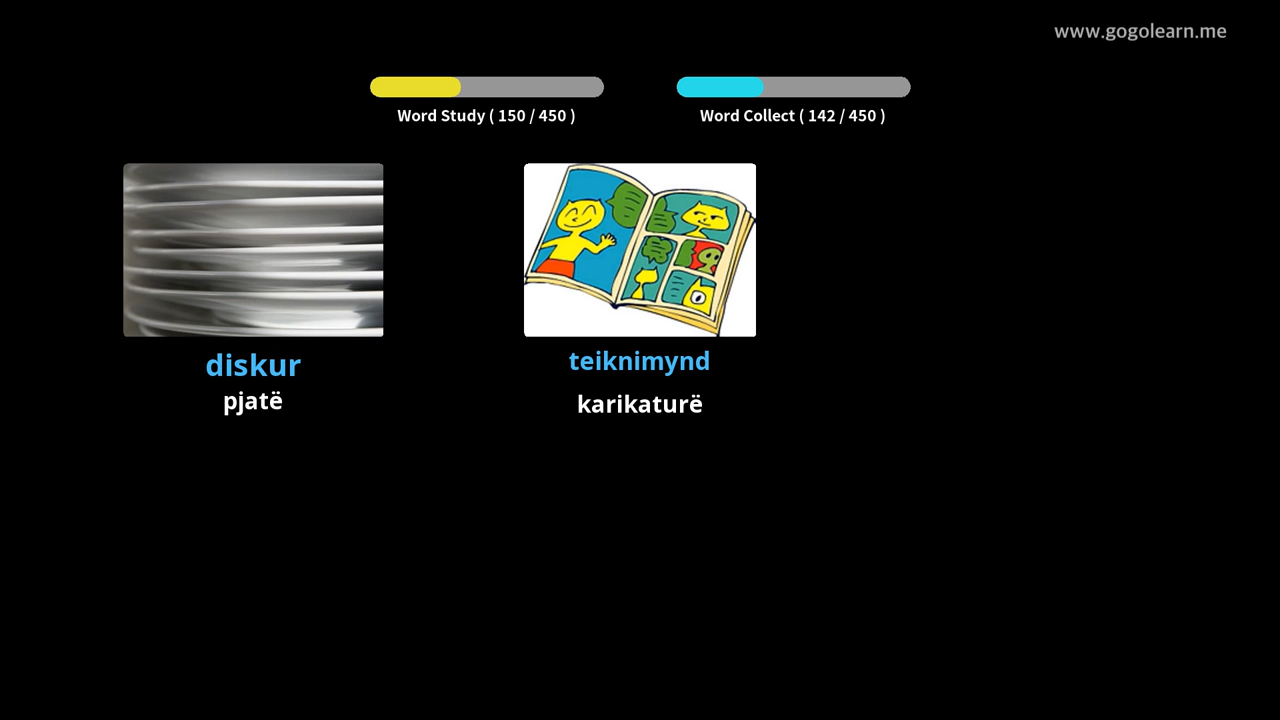 www.gogolearn.me
Word Study ( 150 / 450 )
Word Collect ( 142 / 450 )
diskur
pjatë
teiknimynd
karikaturë